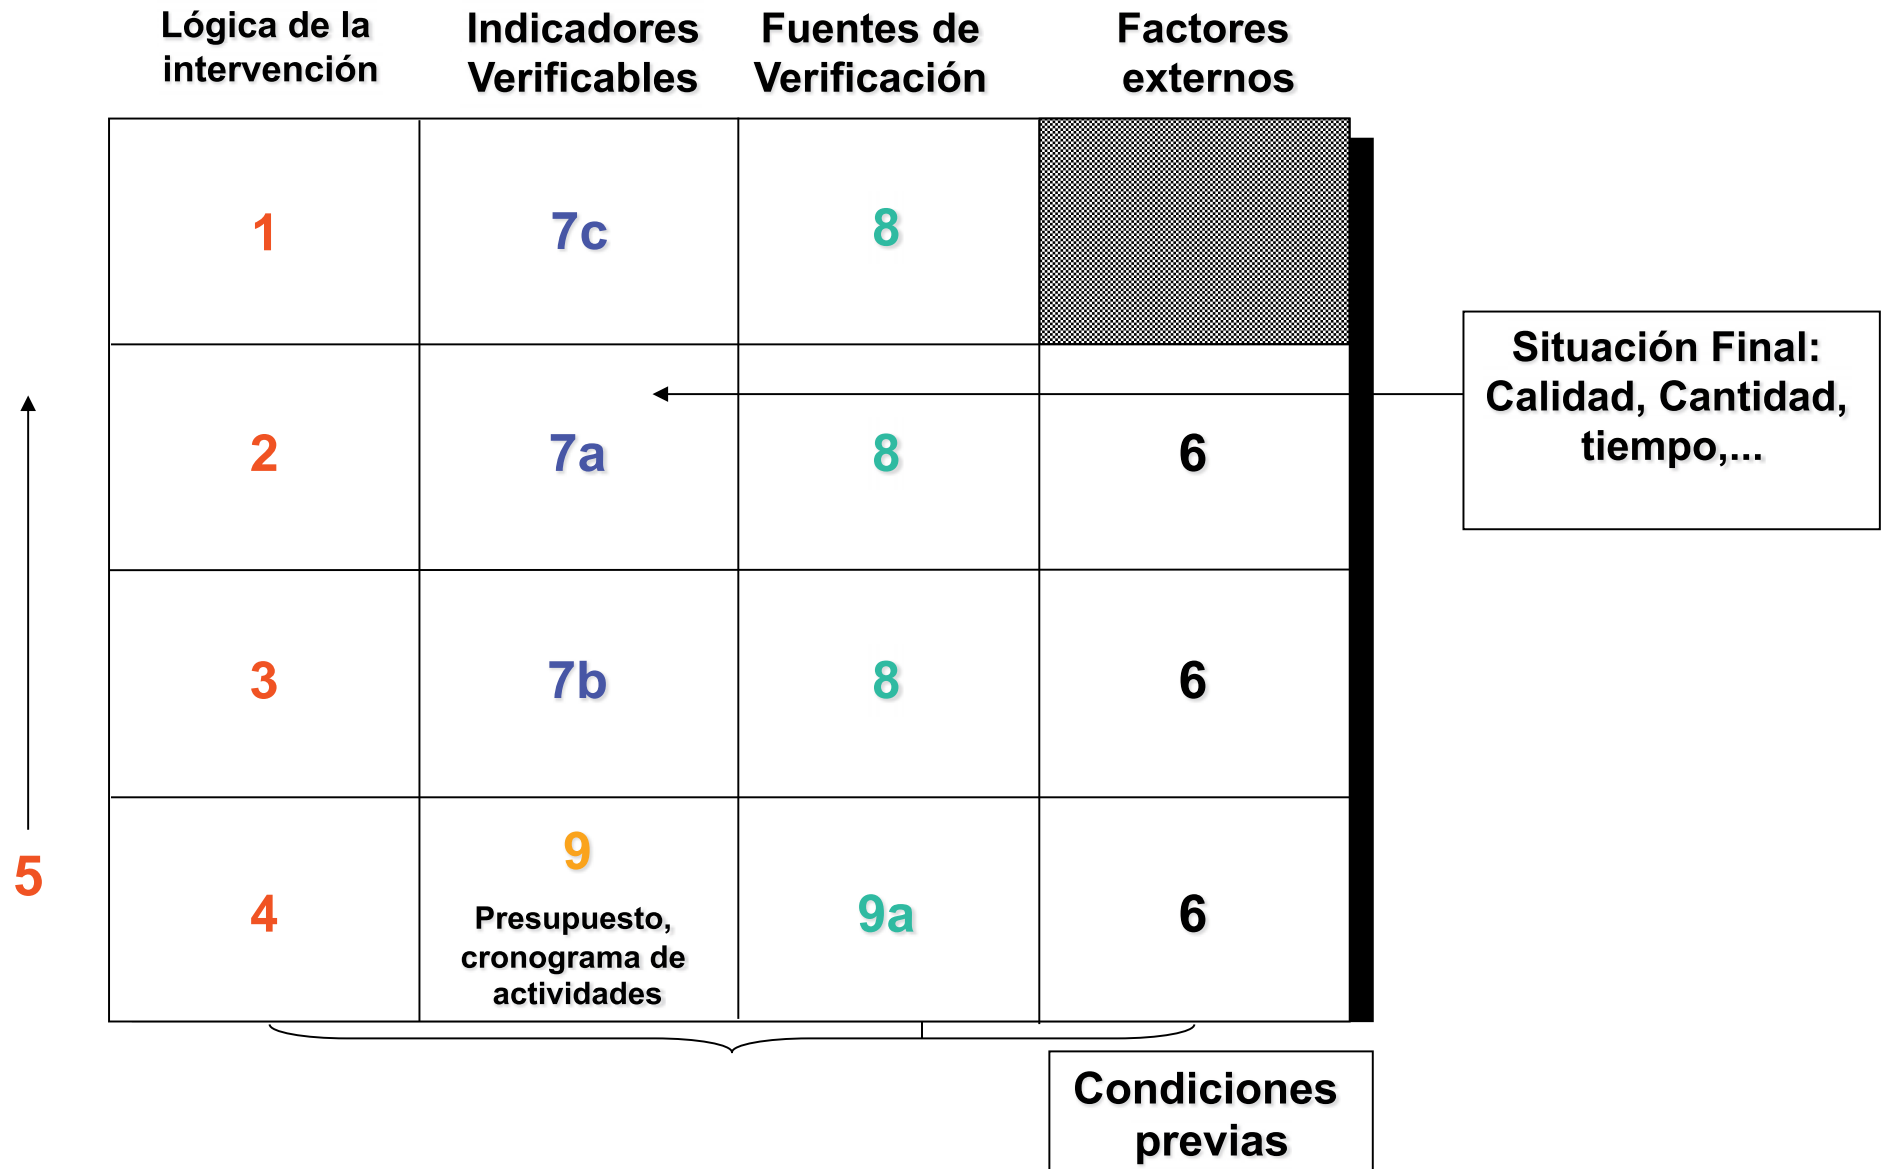 Lógica de la
intervención
Indicadores
Verificables
Fuentes de
Verificación
Factores
externos
1
7c
8
Situación Final:
Calidad, Cantidad,
tiempo,...
2
7a
8
6
3
7b
8
6
5
4
9
Presupuesto,
cronograma de
actividades
9a
6
Condiciones
previas